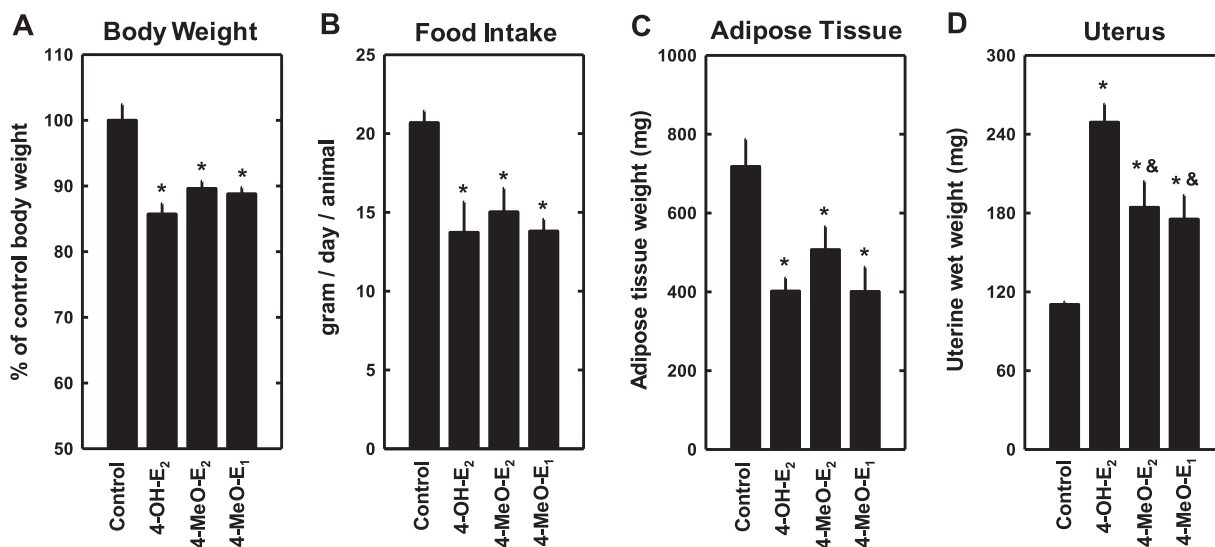 A Body Weight
% of control body weight
110
100
90
80
70
60
50
*
*
*
Control
4-OH-E₂
4-MeO-E₂
4-MeO-E₁
B Food Intake
gram / day / animal
25
20
15
10
5
0
*
*
*
Control
4-OH-E₂
4-MeO-E₂
4-MeO-E₁
C Adipose Tissue
Adipose tissue weight (mg)
1000
800
600
400
200
0
*
*
*
Control
4-OH-E₂
4-MeO-E₂
4-MeO-E₁
D Uterus
Uterine wet weight (mg)
300
240
180
120
60
0
*
* &
* &
Control
4-OH-E₂
4-MeO-E₂
4-MeO-E₁